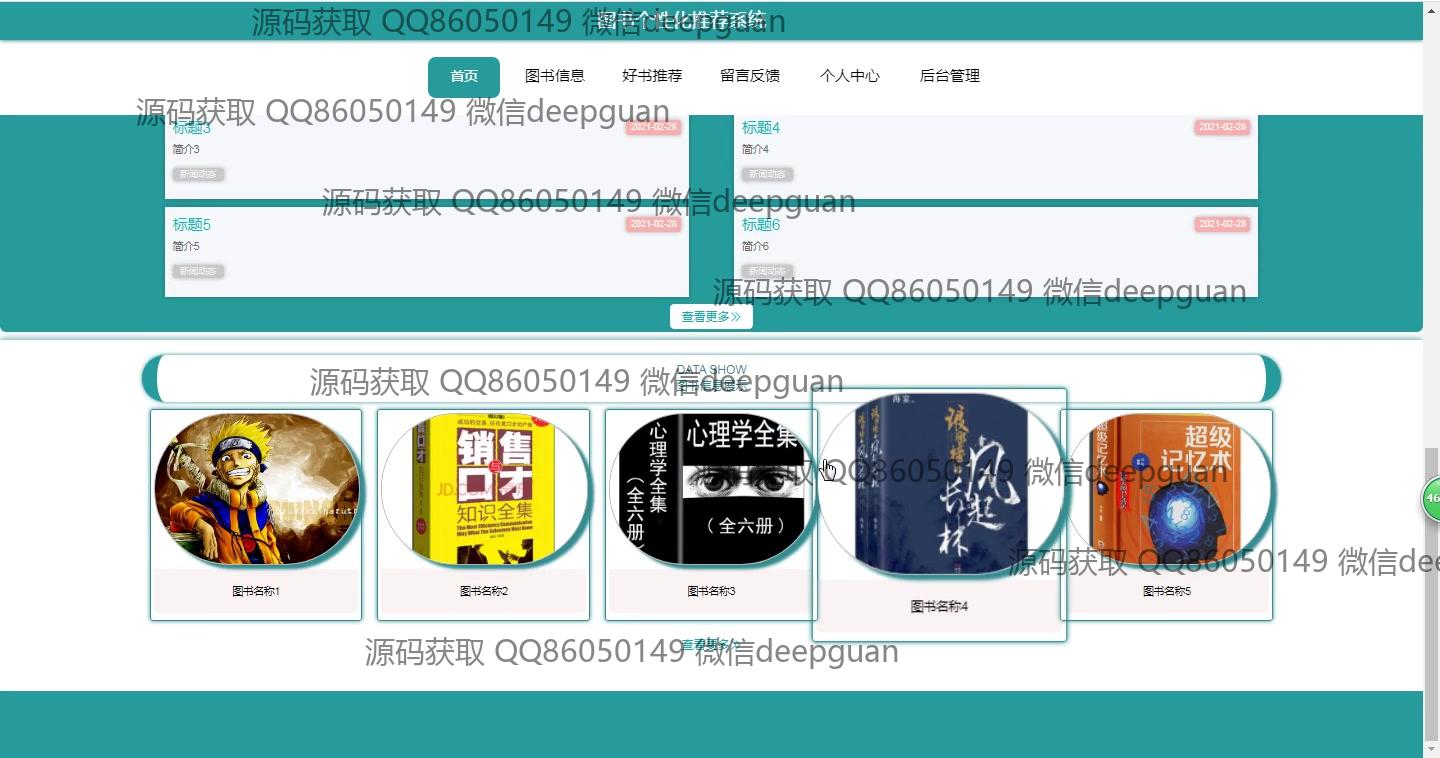 图书个性化推荐系统
源码获取 QQ86050149 微信deepguan
首页
图书信息
好书推荐
留言反馈
个人中心
后台管理
源码获取 QQ86050149 微信deepguan
标题3
2021-02-28
简介3
新闻动态
标题4
2021-02-28
简介4
新闻动态
源码获取 QQ86050149 微信deepguan
标题5
2021-02-28
简介5
新闻动态
标题6
2021-02-28
简介6
新闻动态
源码获取 QQ86050149 微信deepguan
查看更多
DATA SHOW
图书信息展示
源码获取 QQ86050149 微信deepguan
销售
与
口才
知识全集
心理学全集
（全六册）
心理学全集
（全六册）
琅琊榜
风起
长林
海宴
超级
记忆术
超级记忆
源码获取 QQ86050149 微信deepguan
源码获取 QQ86050149 微信dee
图书名称1
图书名称2
图书名称3
图书名称4
图书名称5
查看更多
源码获取 QQ86050149 微信deepguan
46